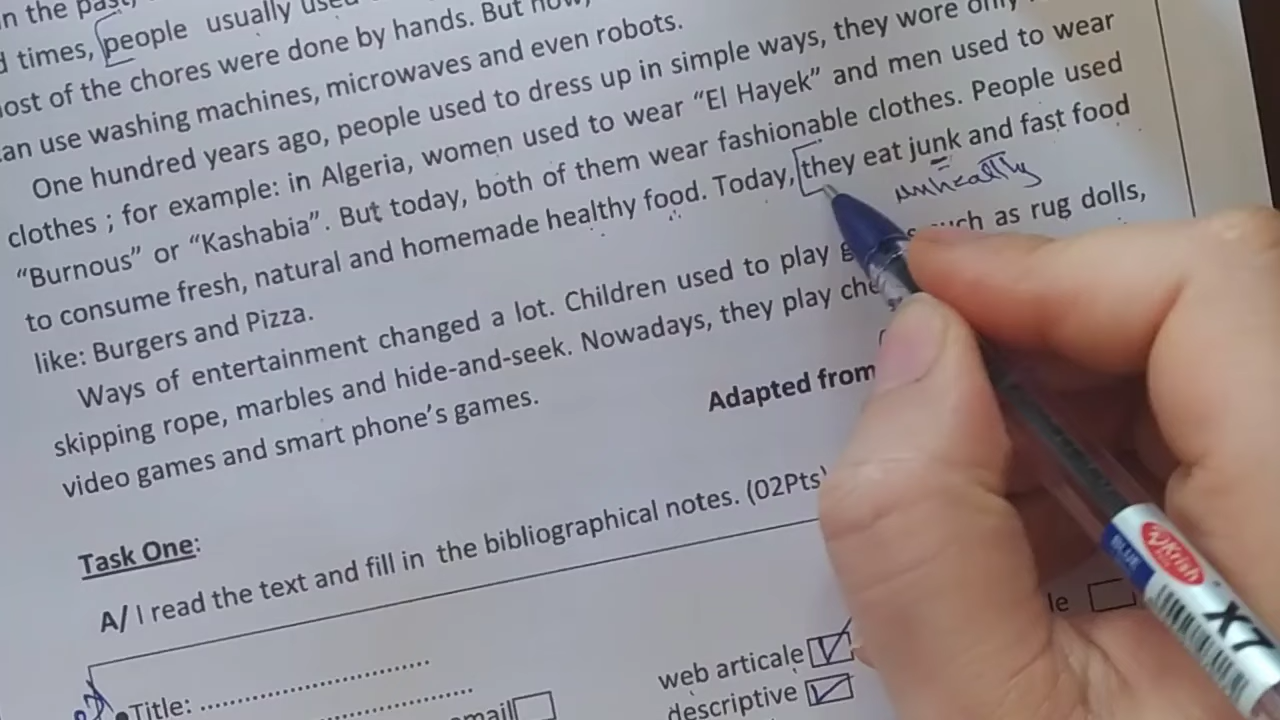 n the past, people usually used
d times, people
most of the chores were done by hands. But now,
can use washing machines, microwaves and even robots.
One hundred years ago, people used to dress up in simple ways, they wore only
clothes ; for example: in Algeria, women used to wear “El Hayek” and men used to wear
“Burnous” or “Kashabia”. But today, both of them wear fashionable clothes. People used
to consume fresh, natural and homemade healthy food. Today, they eat junk and fast food
like: Burgers and Pizza.
unhealthy
Ways of entertainment changed a lot. Children used to play such as rug dolls,
skipping rope, marbles and hide-and-seek. Nowadays, they play
video games and smart phone’s games.
Adapted from
Task One:
A/ I read the text and fill in the bibliographical notes. (02Pts)
Title: ........................
web articale
descriptive
email
le
Krish
X7
BLUE